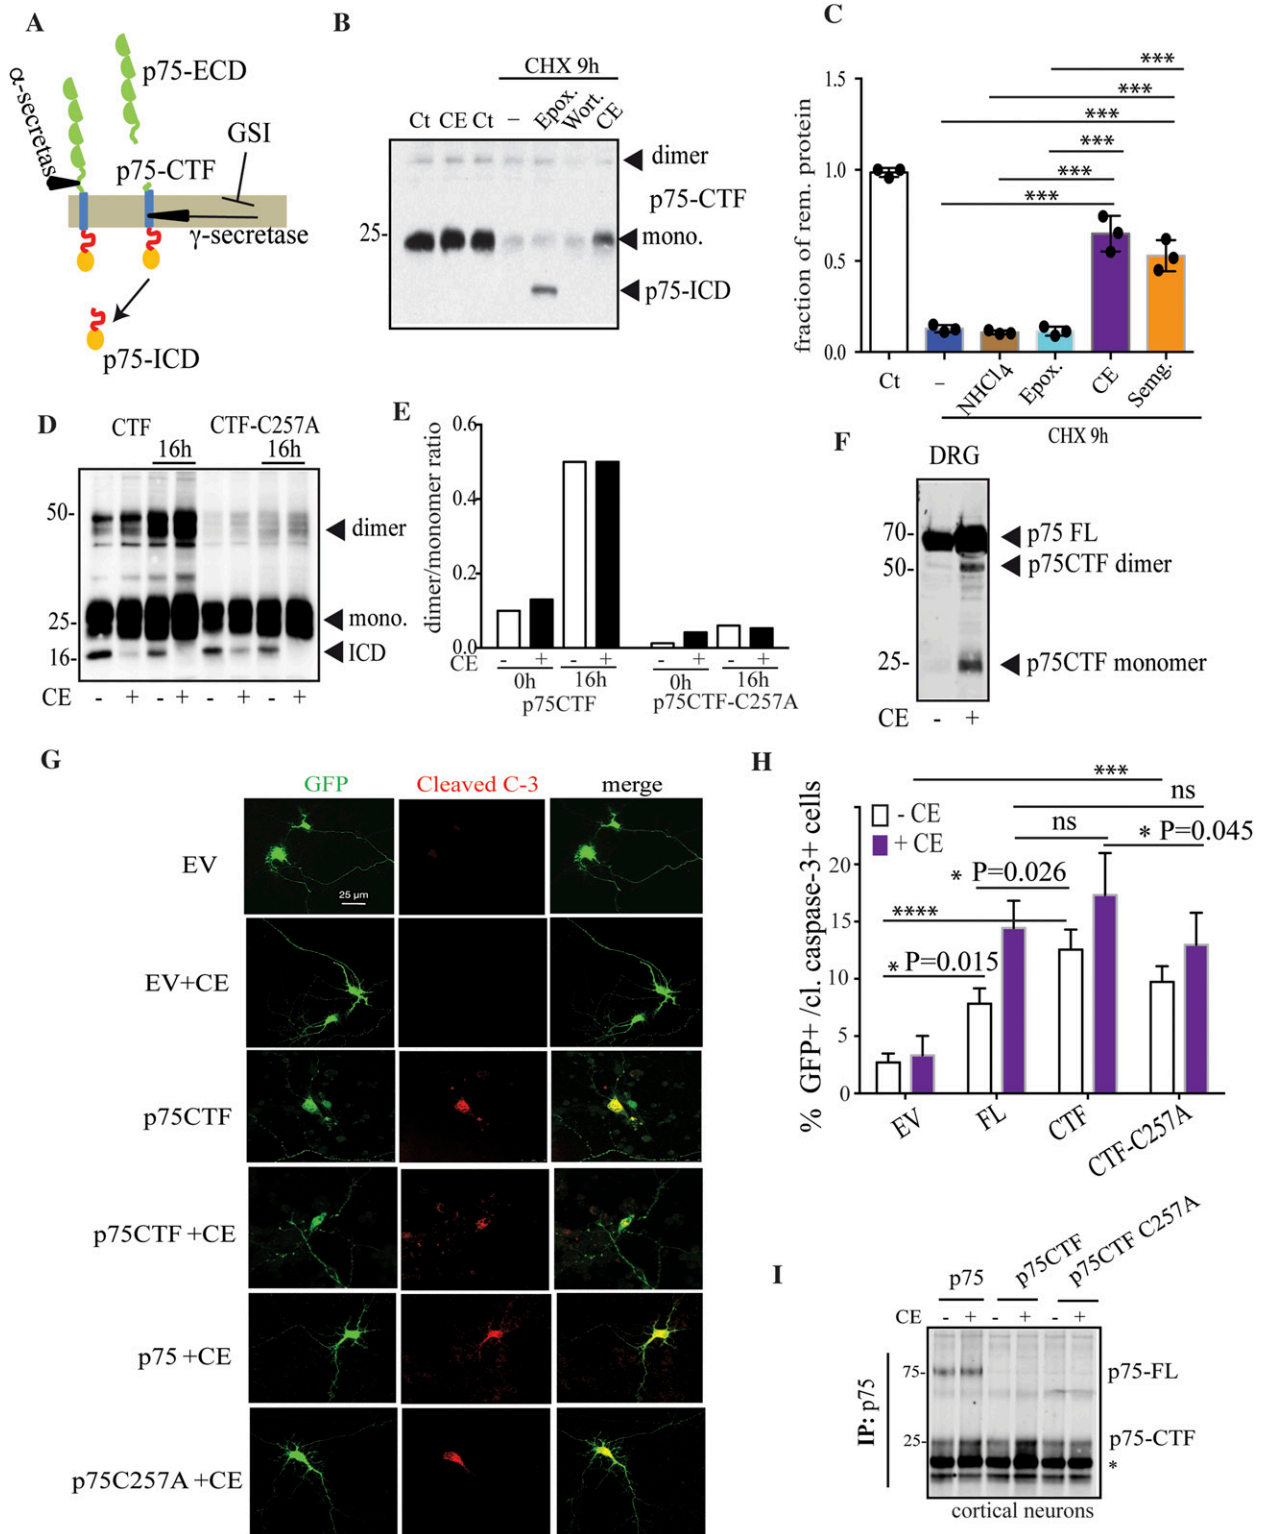 A
α-secretas
p75-ECD
GSI
p75-CTF
γ-secretase
p75-ICD
B
CHX 9h
Ct CE Ct – Epox. Wort. CE
dimer
p75-CTF
25-
mono.
p75-ICD
C
fraction of rem. protein
1.5
1.0
0.5
0.0
***
***
***
***
***
***
Ct – NHCl4 Epox. CE Semg.
CHX 9h
D
CTF CTF-C257A
16h 16h
50-
dimer
25-
mono.
16-
ICD
CE - + - + - + - +
E
dimer/monomer ratio
0.6
0.4
0.2
0.0
CE - + - + - + - +
0h 16h 0h 16h
p75CTF p75CTF-C257A
F
DRG
70-
p75 FL
50-
p75CTF dimer
25-
p75CTF monomer
CE - +
G
GFP Cleaved C-3 merge
EV
25 µm
EV+CE
p75CTF
p75CTF +CE
p75 +CE
p75C257A +CE
H
% GFP+ /cl. caspase-3+ cells
20
15
10
5
0
- CE
+ CE
***
ns
ns
* P=0.045
* P=0.026
****
* P=0.015
EV FL CTF CTF-C257A
I
p75 p75CTF p75CTF C257A
CE - + - + - +
IP: p75
75-
p75-FL
25-
p75-CTF
*
cortical neurons